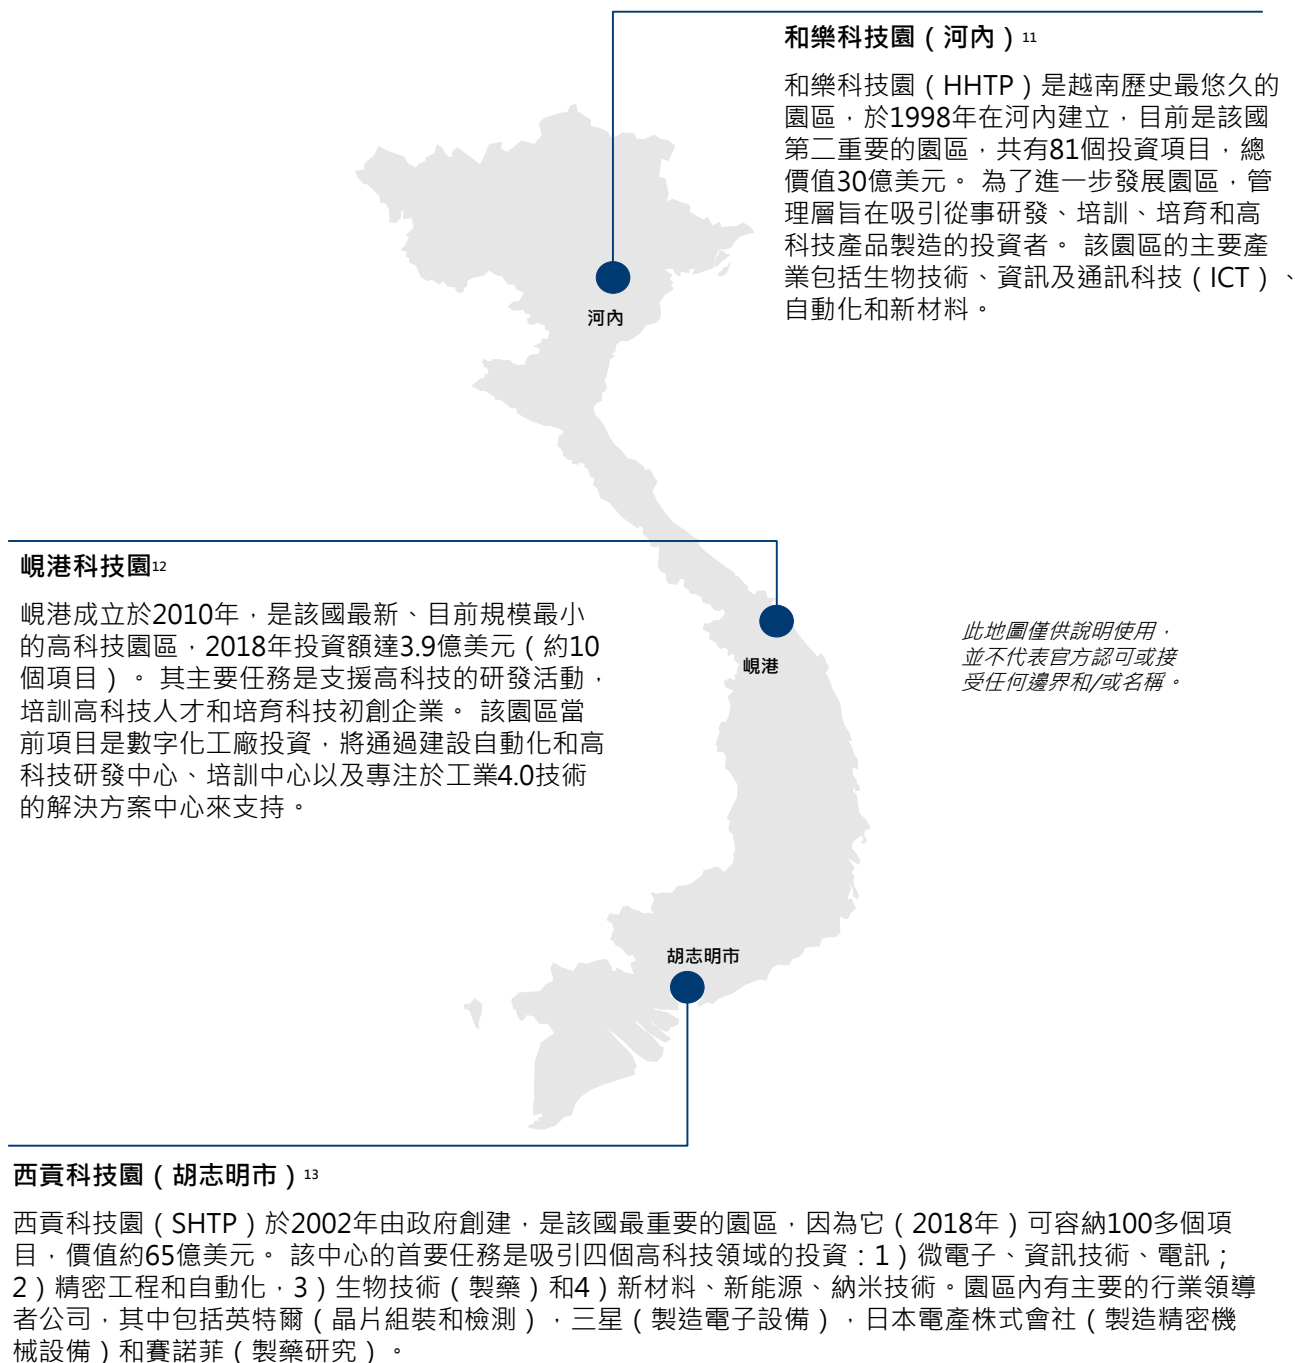 和樂科技園（河內）11
和樂科技園（HHTP）是越南歷史最悠久的
園區，於1998年在河內建立，目前是該國
第二重要的園區，共有81個投資項目，總
價值30億美元。 為了進一步發展園區，管
理層旨在吸引從事研發、培訓、培育和高
科技產品製造的投資者。 該園區的主要產
業包括生物技術、資訊及通訊科技（ICT）、
自動化和新材料。
河內
峴港科技園12
峴港成立於2010年，是該國最新、目前規模最小
的高科技園區，2018年投資額達3.9億美元（約10
個項目）。 其主要任務是支援高科技的研發活動，
培訓高科技人才和培育科技初創企業。 該園區當
前項目是數字化工廠投資，將通過建設自動化和高
科技研發中心、培訓中心以及專注於工業4.0技術
的解決方案中心來支持。
峴港
此地圖僅供說明使用，
並不代表官方認可或接
受任何邊界和/或名稱。
胡志明市
西貢科技園（胡志明市）13
西貢科技園（SHTP）於2002年由政府創建，是該國最重要的園區，因為它（2018年）可容納100多個項
目，價值約65億美元。 該中心的首要任務是吸引四個高科技領域的投資：1）微電子、資訊技術、電訊；
2）精密工程和自動化，3）生物技術（製藥）和4）新材料、新能源、納米技術。園區內有主要的行業領導
者公司，其中包括英特爾（晶片組裝和檢測），三星（製造電子設備），日本電產株式會社（製造精密機
械設備）和賽諾菲（製藥研究）。